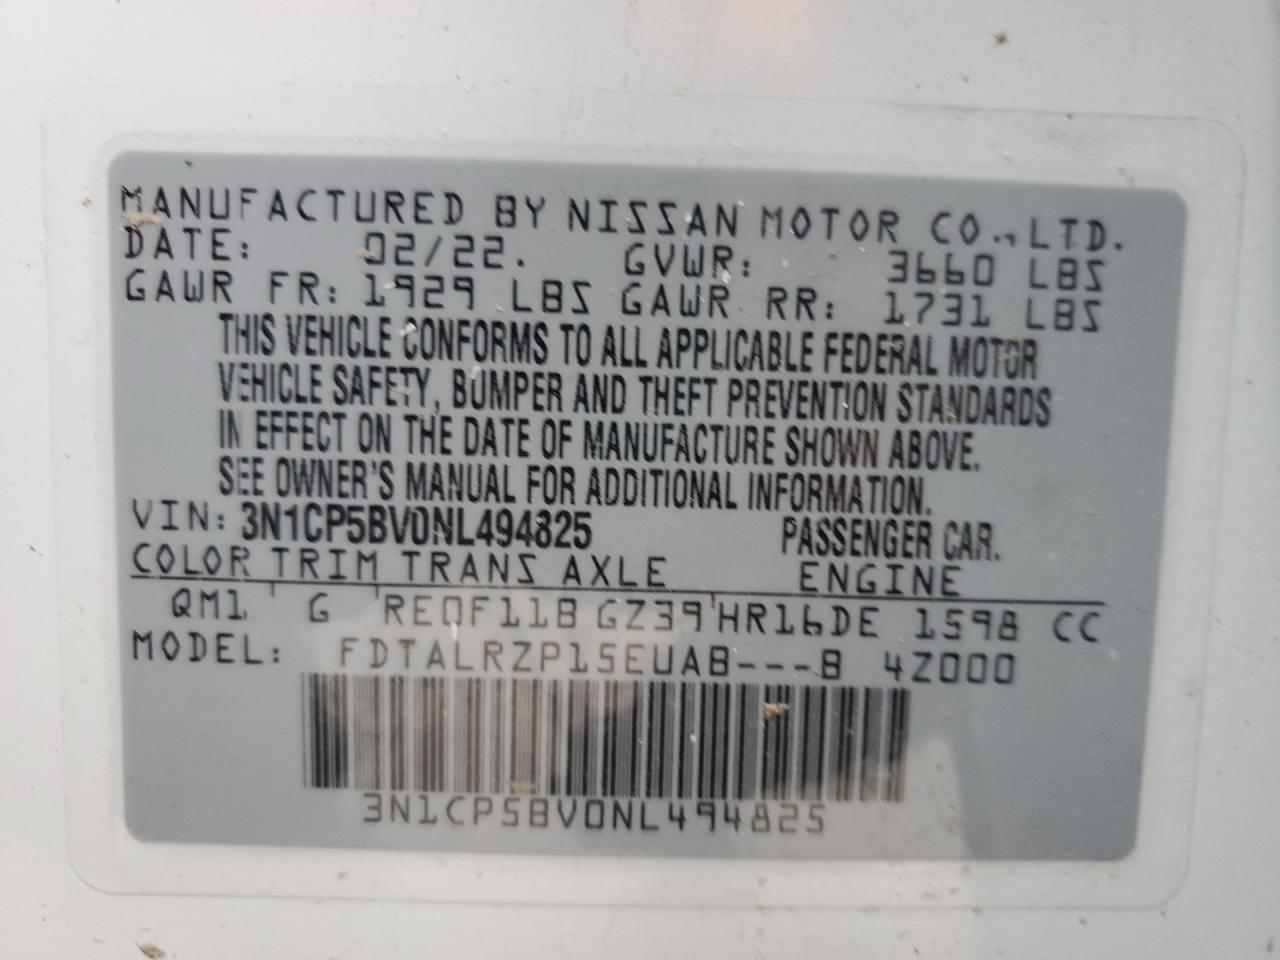 MANUFACTURED BY NISSAN MOTOR CO., LTD.
DATE: 02/22. GVWR: 3660 LBS
GAWR FR: 1929 LBS GAWR RR: 1731 LBS
THIS VEHICLE CONFORMS TO ALL APPLICABLE FEDERAL MOTOR
VEHICLE SAFETY, BUMPER AND THEFT PREVENTION STANDARDS
IN EFFECT ON THE DATE OF MANUFACTURE SHOWN ABOVE.
SEE OWNER'S MANUAL FOR ADDITIONAL INFORMATION.
VIN: 3N1CP5BV0NL494825 PASSENGER CAR.
COLOR TRIM TRANS AXLE ENGINE
QM1 G RE0F11B GZ39 HR16DE 1598 CC
MODEL: FDTALRZP15EUAB---B 4Z000
3N1CP5BV0NL494825